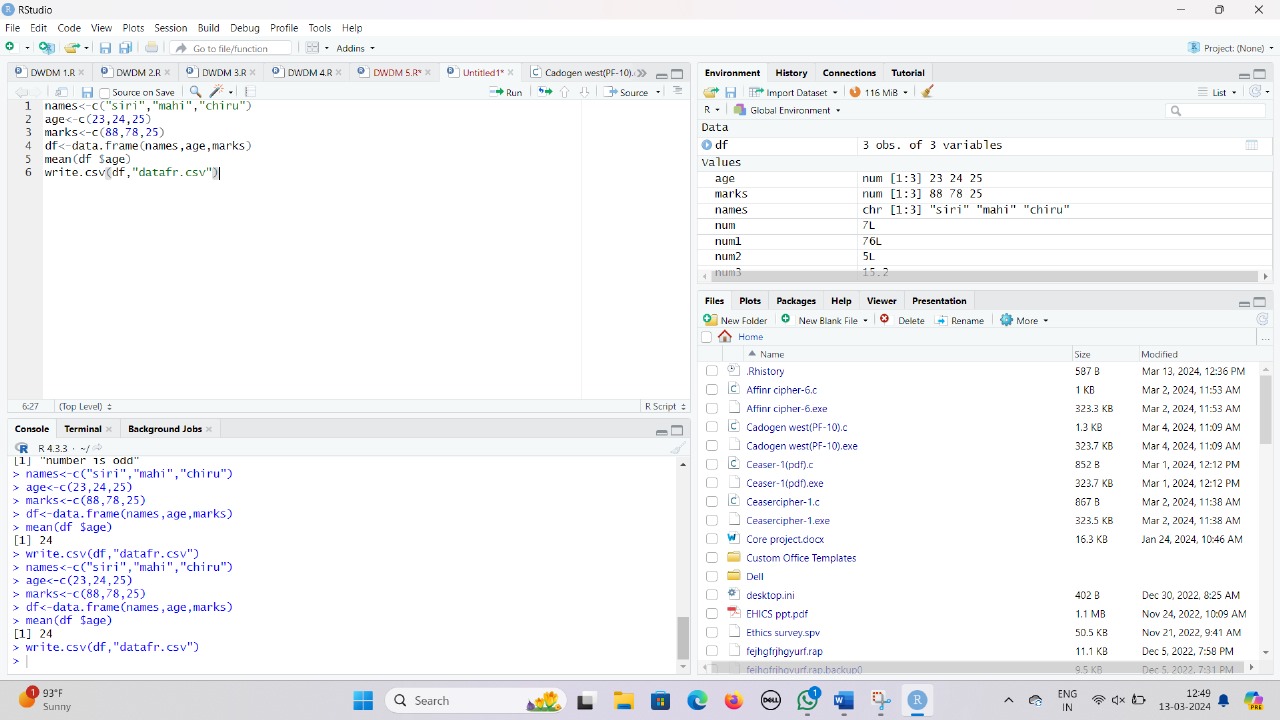 RStudio
File Edit Code View Plots Session Build Debug Profile Tools Help
Go to file/function Addins Project: (None)
DWDM 1.R DWDM 2.R DWDM 3.R DWDM 4.R DWDM 5.R* Untitled1* Cadogen west(PF-10).
Source on Save Run Source
1 names<-c("siri","mahi","chiru")
2 age<-c(23,24,25)
3 marks<-c(88,78,25)
4 df<-data.frame(names,age,marks)
5 mean(df $age)
6 write.csv(df,"datafr.csv")
6:27 (Top Level) R Script
Console Terminal Background Jobs
R 4.3.3 · ~/
[1] "number is odd"
> names<-c("siri","mahi","chiru")
> age<-c(23,24,25)
> marks<-c(88,78,25)
> df<-data.frame(names,age,marks)
> mean(df $age)
[1] 24
> write.csv(df,"datafr.csv")
> names<-c("siri","mahi","chiru")
> age<-c(23,24,25)
> marks<-c(88,78,25)
> df<-data.frame(names,age,marks)
> mean(df $age)
[1] 24
> write.csv(df,"datafr.csv")
>
Environment History Connections Tutorial
Import Dataset 116 MiB List
R Global Environment
Data
df 3 obs. of 3 variables
Values
age num [1:3] 23 24 25
marks num [1:3] 88 78 25
names chr [1:3] "siri" "mahi" "chiru"
num 7L
num1 76L
num2 5L
num3 15.2
Files Plots Packages Help Viewer Presentation
New Folder New Blank File Delete Rename More
Home ...
Name Size Modified
.Rhistory 587 B Mar 13, 2024, 12:36 PM
Affinr cipher-6.c 1 KB Mar 2, 2024, 11:53 AM
Affinr cipher-6.exe 323.3 KB Mar 2, 2024, 11:53 AM
Cadogen west(PF-10).c 1.3 KB Mar 4, 2024, 11:09 AM
Cadogen west(PF-10).exe 323.7 KB Mar 4, 2024, 11:09 AM
Ceaser-1(pdf).c 852 B Mar 1, 2024, 12:12 PM
Ceaser-1(pdf).exe 323.7 KB Mar 1, 2024, 12:12 PM
Ceasercipher-1.c 867 B Mar 2, 2024, 11:38 AM
Ceasercipher-1.exe 323.5 KB Mar 2, 2024, 11:38 AM
Core project.docx 16.3 KB Jan 24, 2024, 10:46 AM
Custom Office Templates
Dell
desktop.ini 402 B Dec 30, 2022, 8:25 AM
EHICS ppt.pdf 1.1 MB Nov 21, 2022, 10:09 AM
Ethics survey.spv 50.5 KB Nov 21, 2022, 9:41 AM
fejhgfrjhgyurf.rap 11.1 KB Dec 5, 2022, 7:58 PM
9.5 KB Dec 5, 2022, 7:31 PM
1 93°F
Sunny
Search
DELL
1
ENG
IN
12:49
13-03-2024
PRE